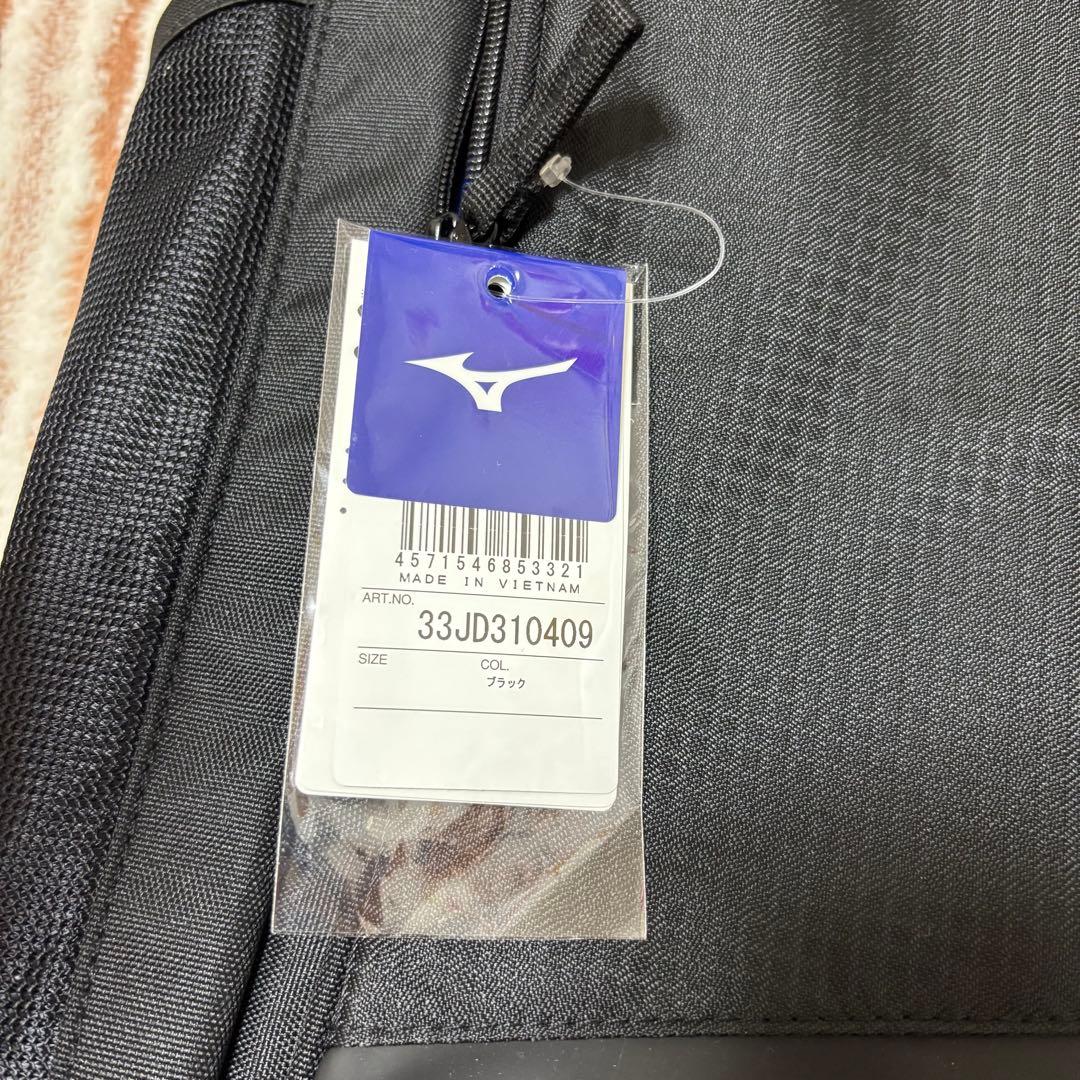 4571546853321
MADE IN VIETNAM
ART.NO.
33JD310409
SIZE
COL.
ブラック